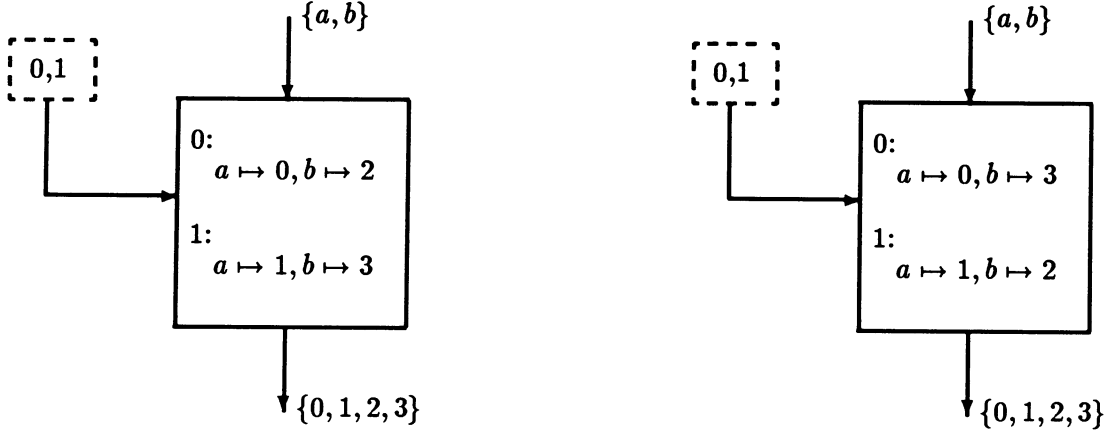 {a, b}
0,1
0:
a ↦ 0, b ↦ 2
1:
a ↦ 1, b ↦ 3
{0, 1, 2, 3}
{a, b}
0,1
0:
a ↦ 0, b ↦ 3
1:
a ↦ 1, b ↦ 2
{0, 1, 2, 3}